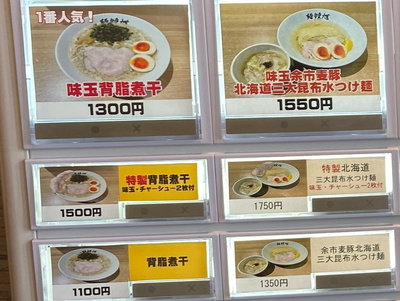 1番人気！
味玉背脂煮干
1300円
味玉余市麦豚
北海道三大昆布水つけ麺
1550円
特製背脂煮干
味玉・チャーシュー2枚付
1500円
特製北海道
三大昆布水つけ麺
味玉・チャーシュー2枚付
1750円
背脂煮干
1100円
余市麦豚北海道
三大昆布水つけ麺
1350円